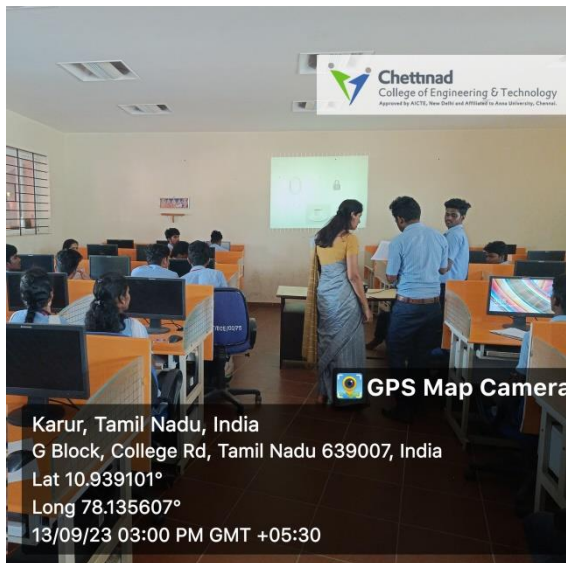 Chettinad
College of Engineering & Technology
Approved by AICTE, New Delhi and Affiliated to Anna University, Chennai.
GPS Map Camera
Karur, Tamil Nadu, India
G Block, College Rd, Tamil Nadu 639007, India
Lat 10.939101°
Long 78.135607°
13/09/23 03:00 PM GMT +05:30